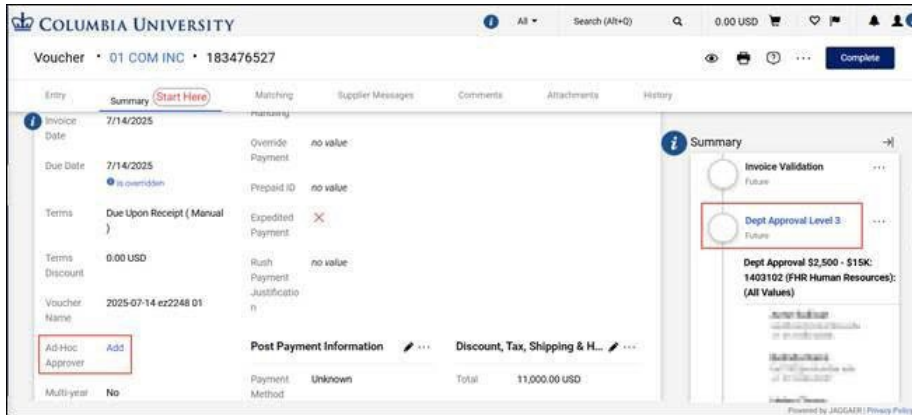 COLUMBIA UNIVERSITY
All
Search (Alt+Q)
0.00 USD
Voucher • 01 COM INC • 183476527
Complete
Entry
Summary
Start Here
Matching
Supplier Messages
Comments
Attachments
History
Invoice
Date
7/14/2025
Due Date
7/14/2025
is overridden
Terms
Due Upon Receipt ( Manual
)
Terms
Discount
0.00 USD
Voucher
Name
2025-07-14 ez2248 01
Ad-Hoc
Approver
Add
Multi-year
No
Handling
Override
Payment
no value
Prepaid ID
no value
Expedited
Payment
Rush
Payment
Justificatio
n
no value
Post Payment Information
Payment
Method
Unknown
Discount, Tax, Shipping & H...
Total
11,000.00 USD
Summary
Invoice Validation
Future
Dept Approval Level 3
Future
Dept Approval $2,500 - $15K:
1403102 (FHR Human Resources):
(All Values)
Powered by JAGGAER | Privacy Policy